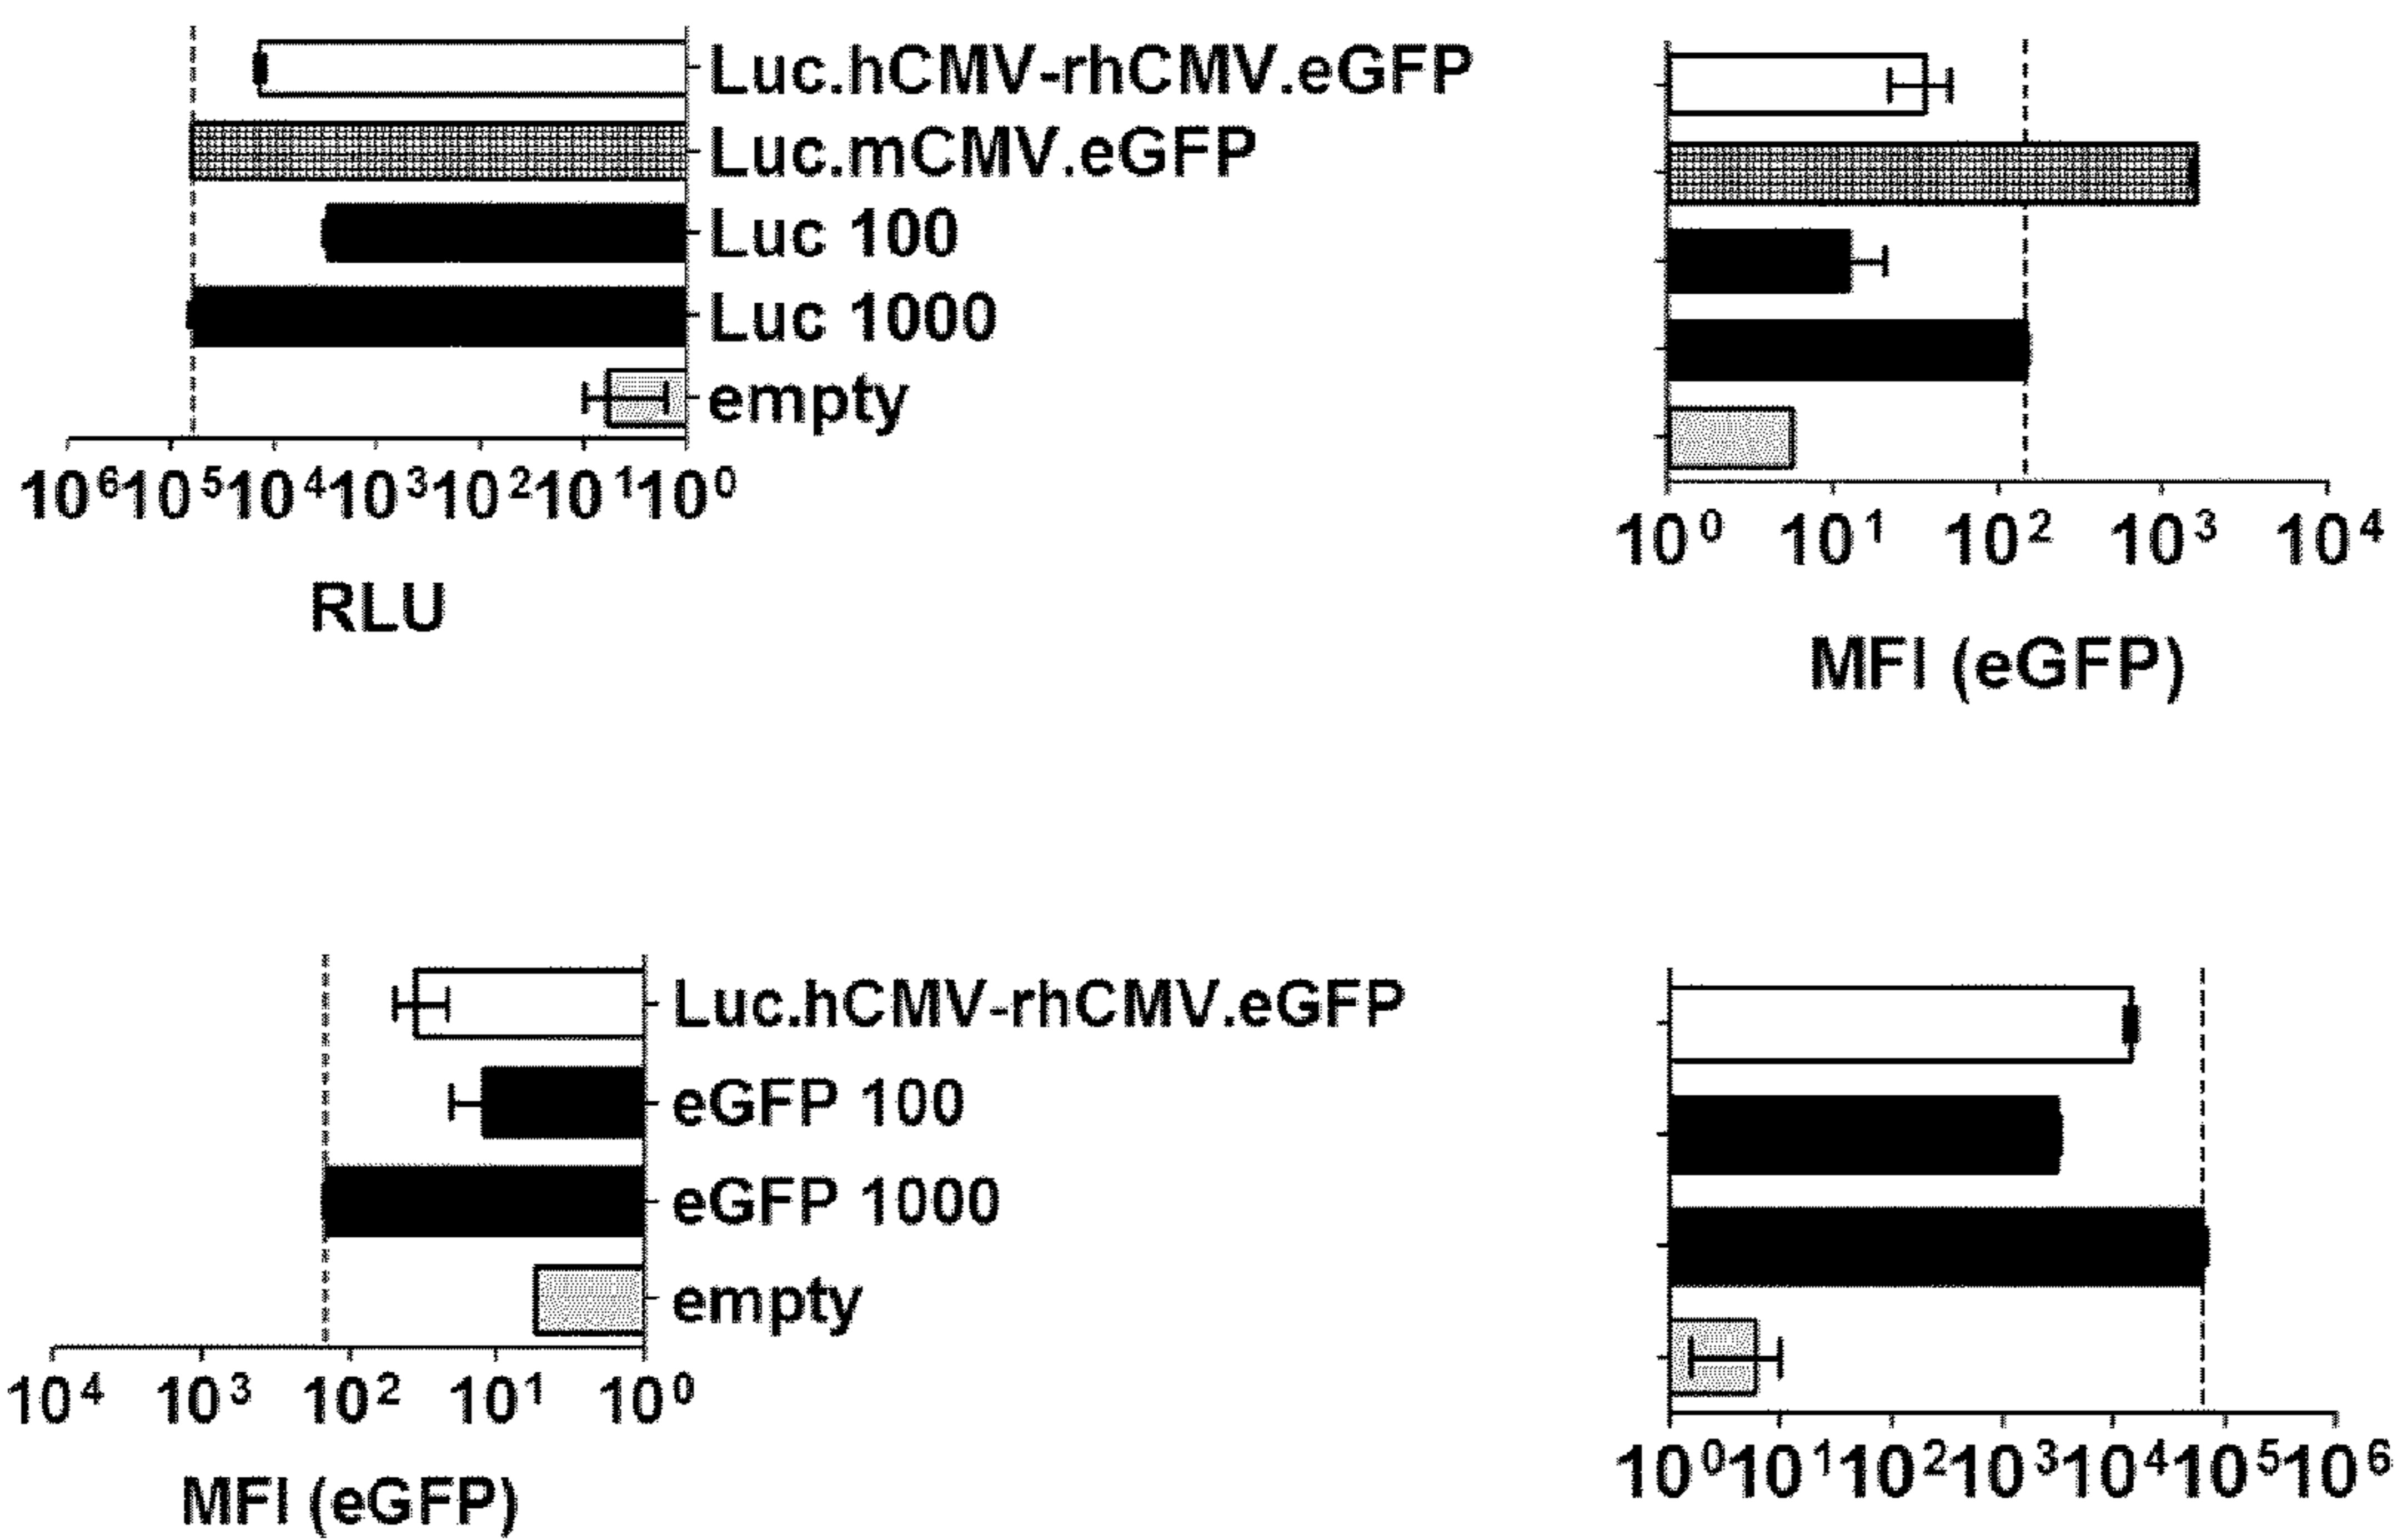 Luc.hCMV-rhCMV.eGFP
Luc.mCMV.eGFP
Luc 100
Luc 1000
empty
10⁶10⁵10⁴10³10²10¹10⁰
RLU
10⁰ 10¹ 10² 10³ 10⁴
MFI (eGFP)
Luc.hCMV-rhCMV.eGFP
eGFP 100
eGFP 1000
empty
10⁴ 10³ 10² 10¹ 10⁰
MFI (eGFP)
10⁰10¹10²10³10⁴10⁵10⁶